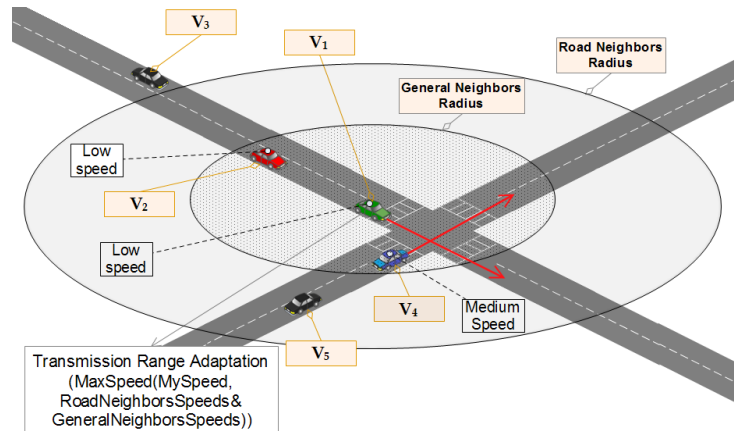 V3
V1
Road Neighbors
Radius
General Neighbors
Radius
Low
speed
V2
Low
speed
V4
Medium
Speed
V5
Transmission Range Adaptation
(MaxSpeed(MySpeed,
RoadNeighborsSpeeds&
GeneralNeighborsSpeeds))